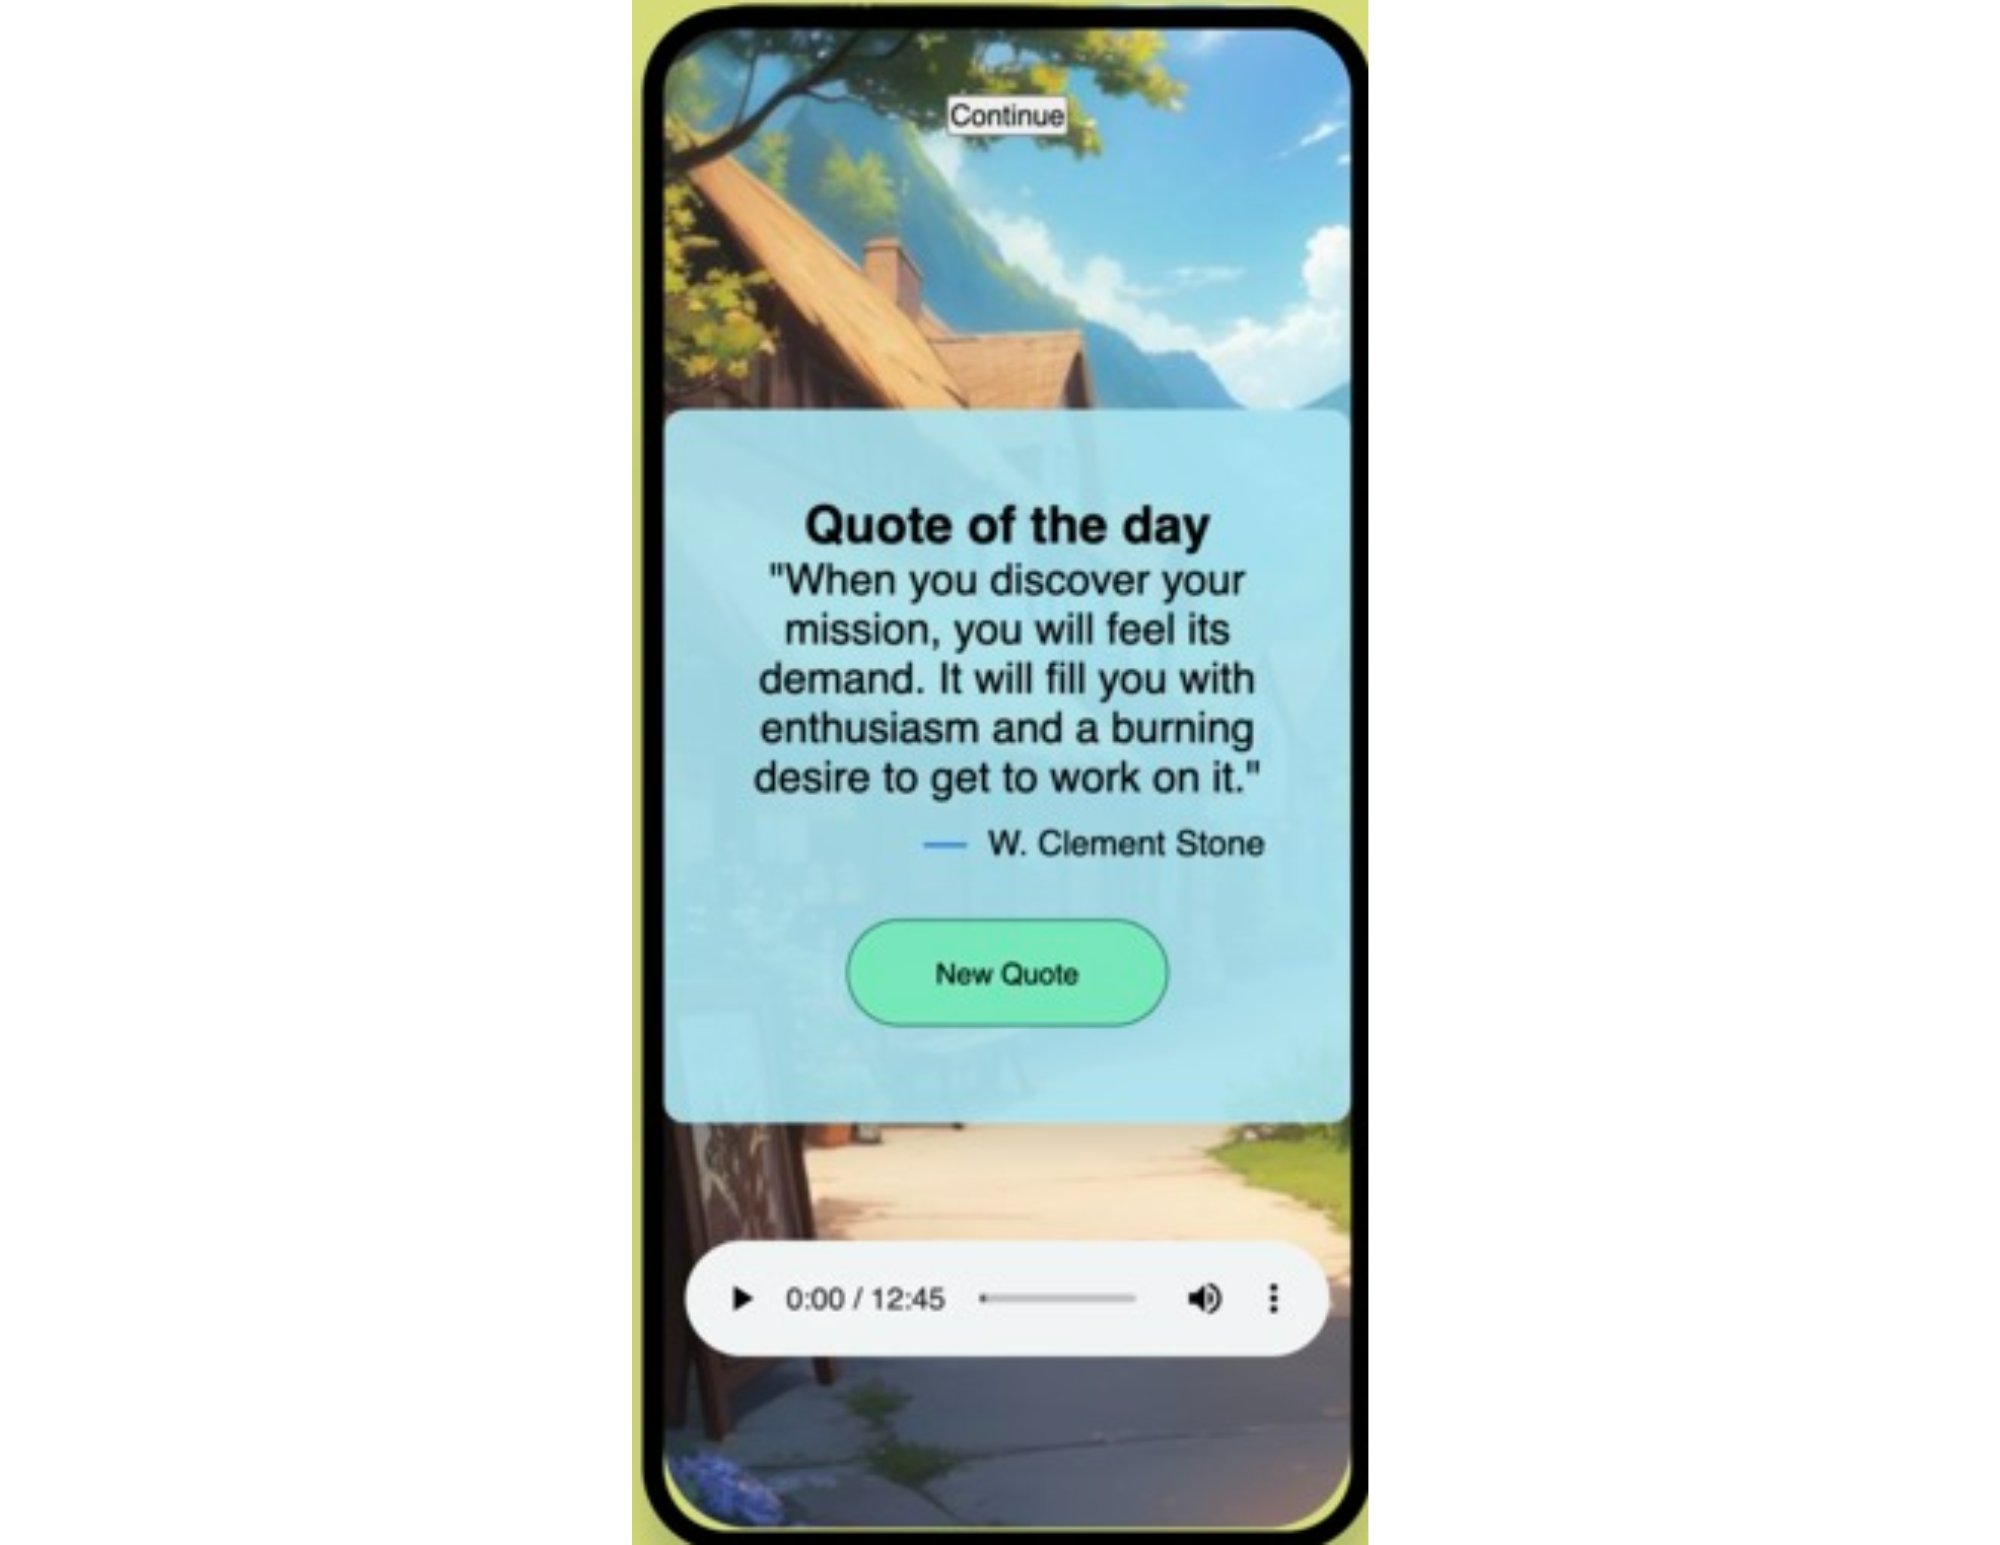 Continue
Quote of the day
"When you discover your
mission, you will feel its
demand. It will fill you with
enthusiasm and a burning
desire to get to work on it."
— W. Clement Stone
New Quote
0:00 / 12:45